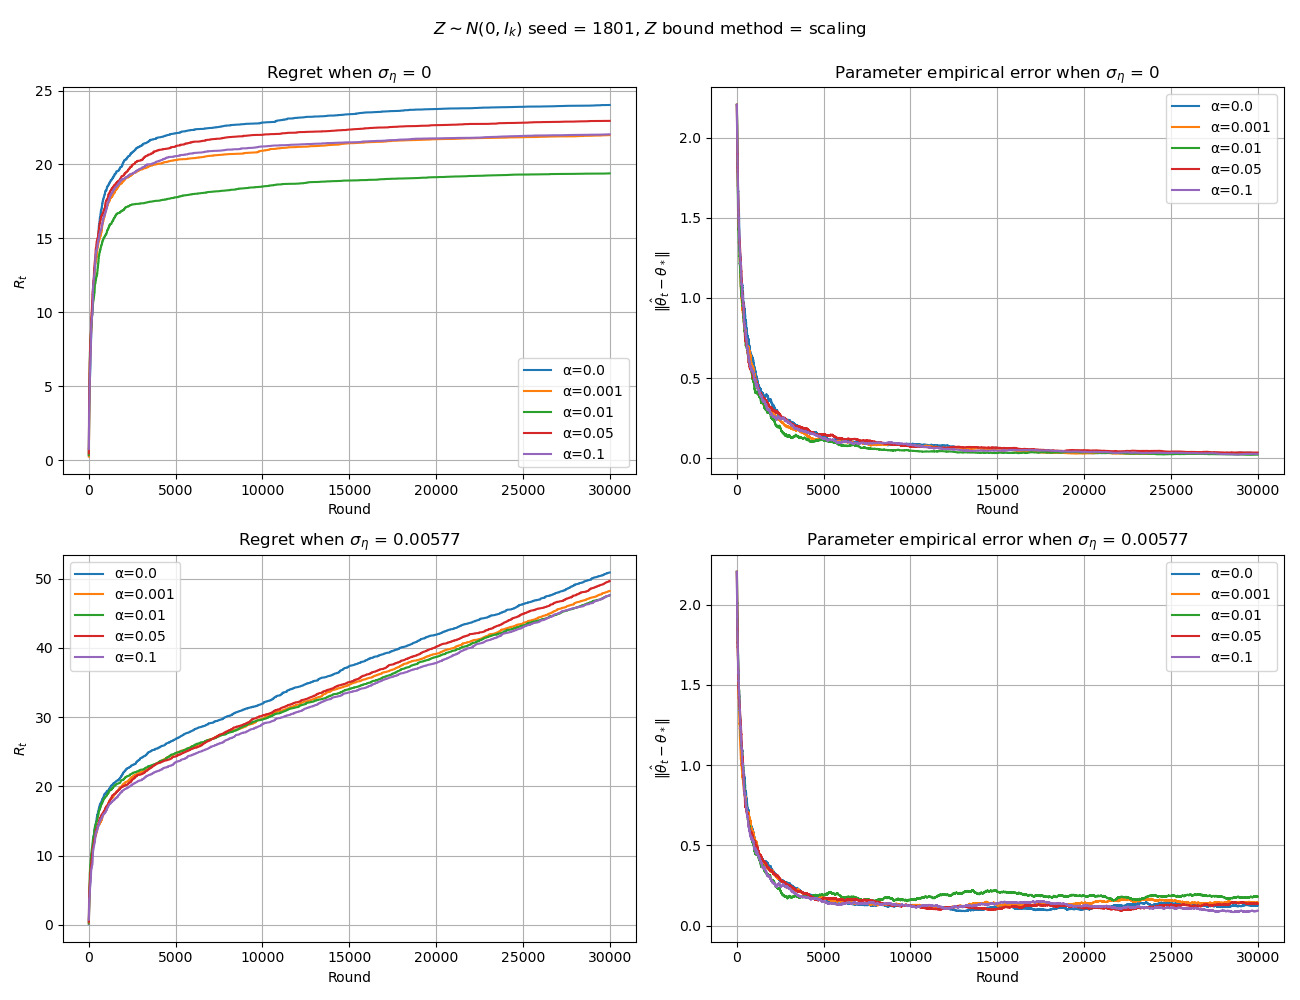 Z ~ N(0, I_k) seed = 1801, Z bound method = scaling
Regret when σ_η = 0
R_t
25
20
15
10
5
0
0 5000 10000 15000 20000 25000 30000
Round
α=0.0
α=0.001
α=0.01
α=0.05
α=0.1
Parameter empirical error when σ_η = 0
‖θ̂_t − θ_*‖
2.0
1.5
1.0
0.5
0.0
0 5000 10000 15000 20000 25000 30000
Round
α=0.0
α=0.001
α=0.01
α=0.05
α=0.1
Regret when σ_η = 0.00577
R_t
50
40
30
20
10
0
0 5000 10000 15000 20000 25000 30000
Round
α=0.0
α=0.001
α=0.01
α=0.05
α=0.1
Parameter empirical error when σ_η = 0.00577
‖θ̂_t − θ_*‖
2.0
1.5
1.0
0.5
0.0
0 5000 10000 15000 20000 25000 30000
Round
α=0.0
α=0.001
α=0.01
α=0.05
α=0.1